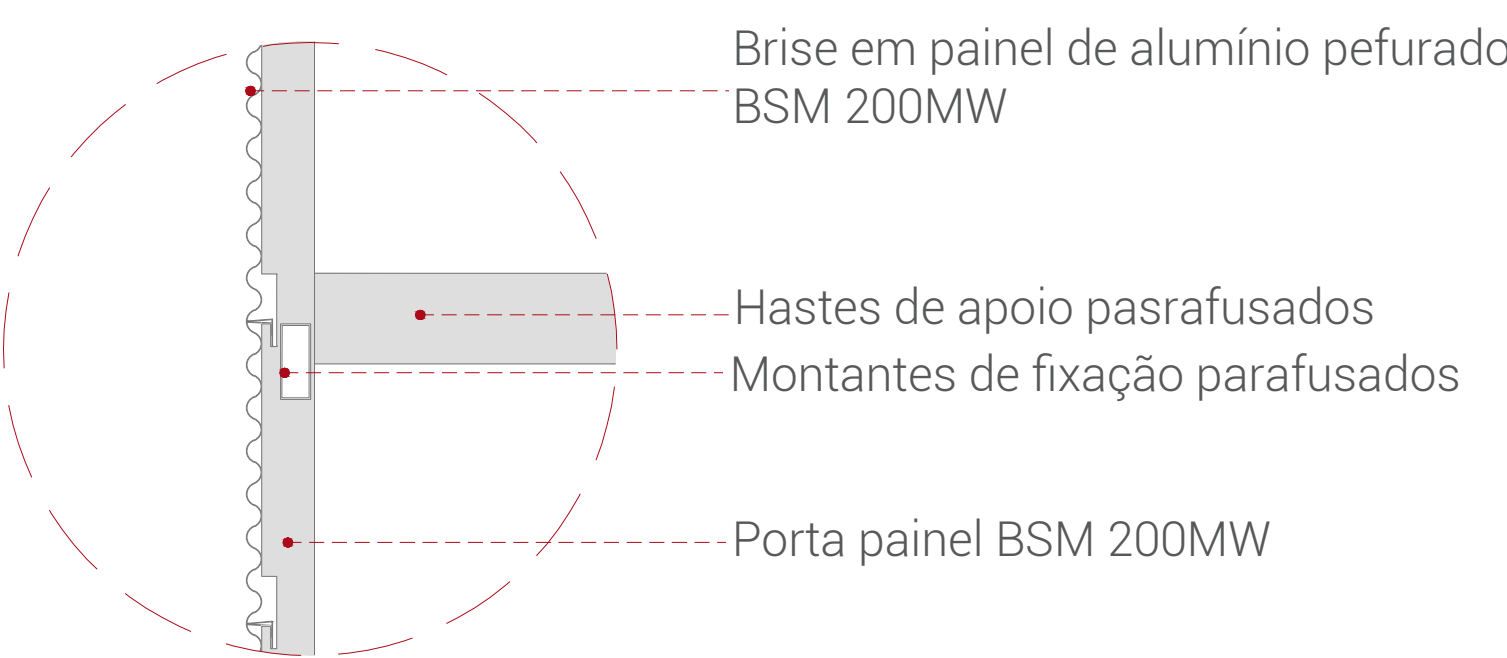 Brise em painel de alumínio pefurado
BSM 200MW
Hastes de apoio pasrafusados
Montantes de fixação parafusados
Porta painel BSM 200MW